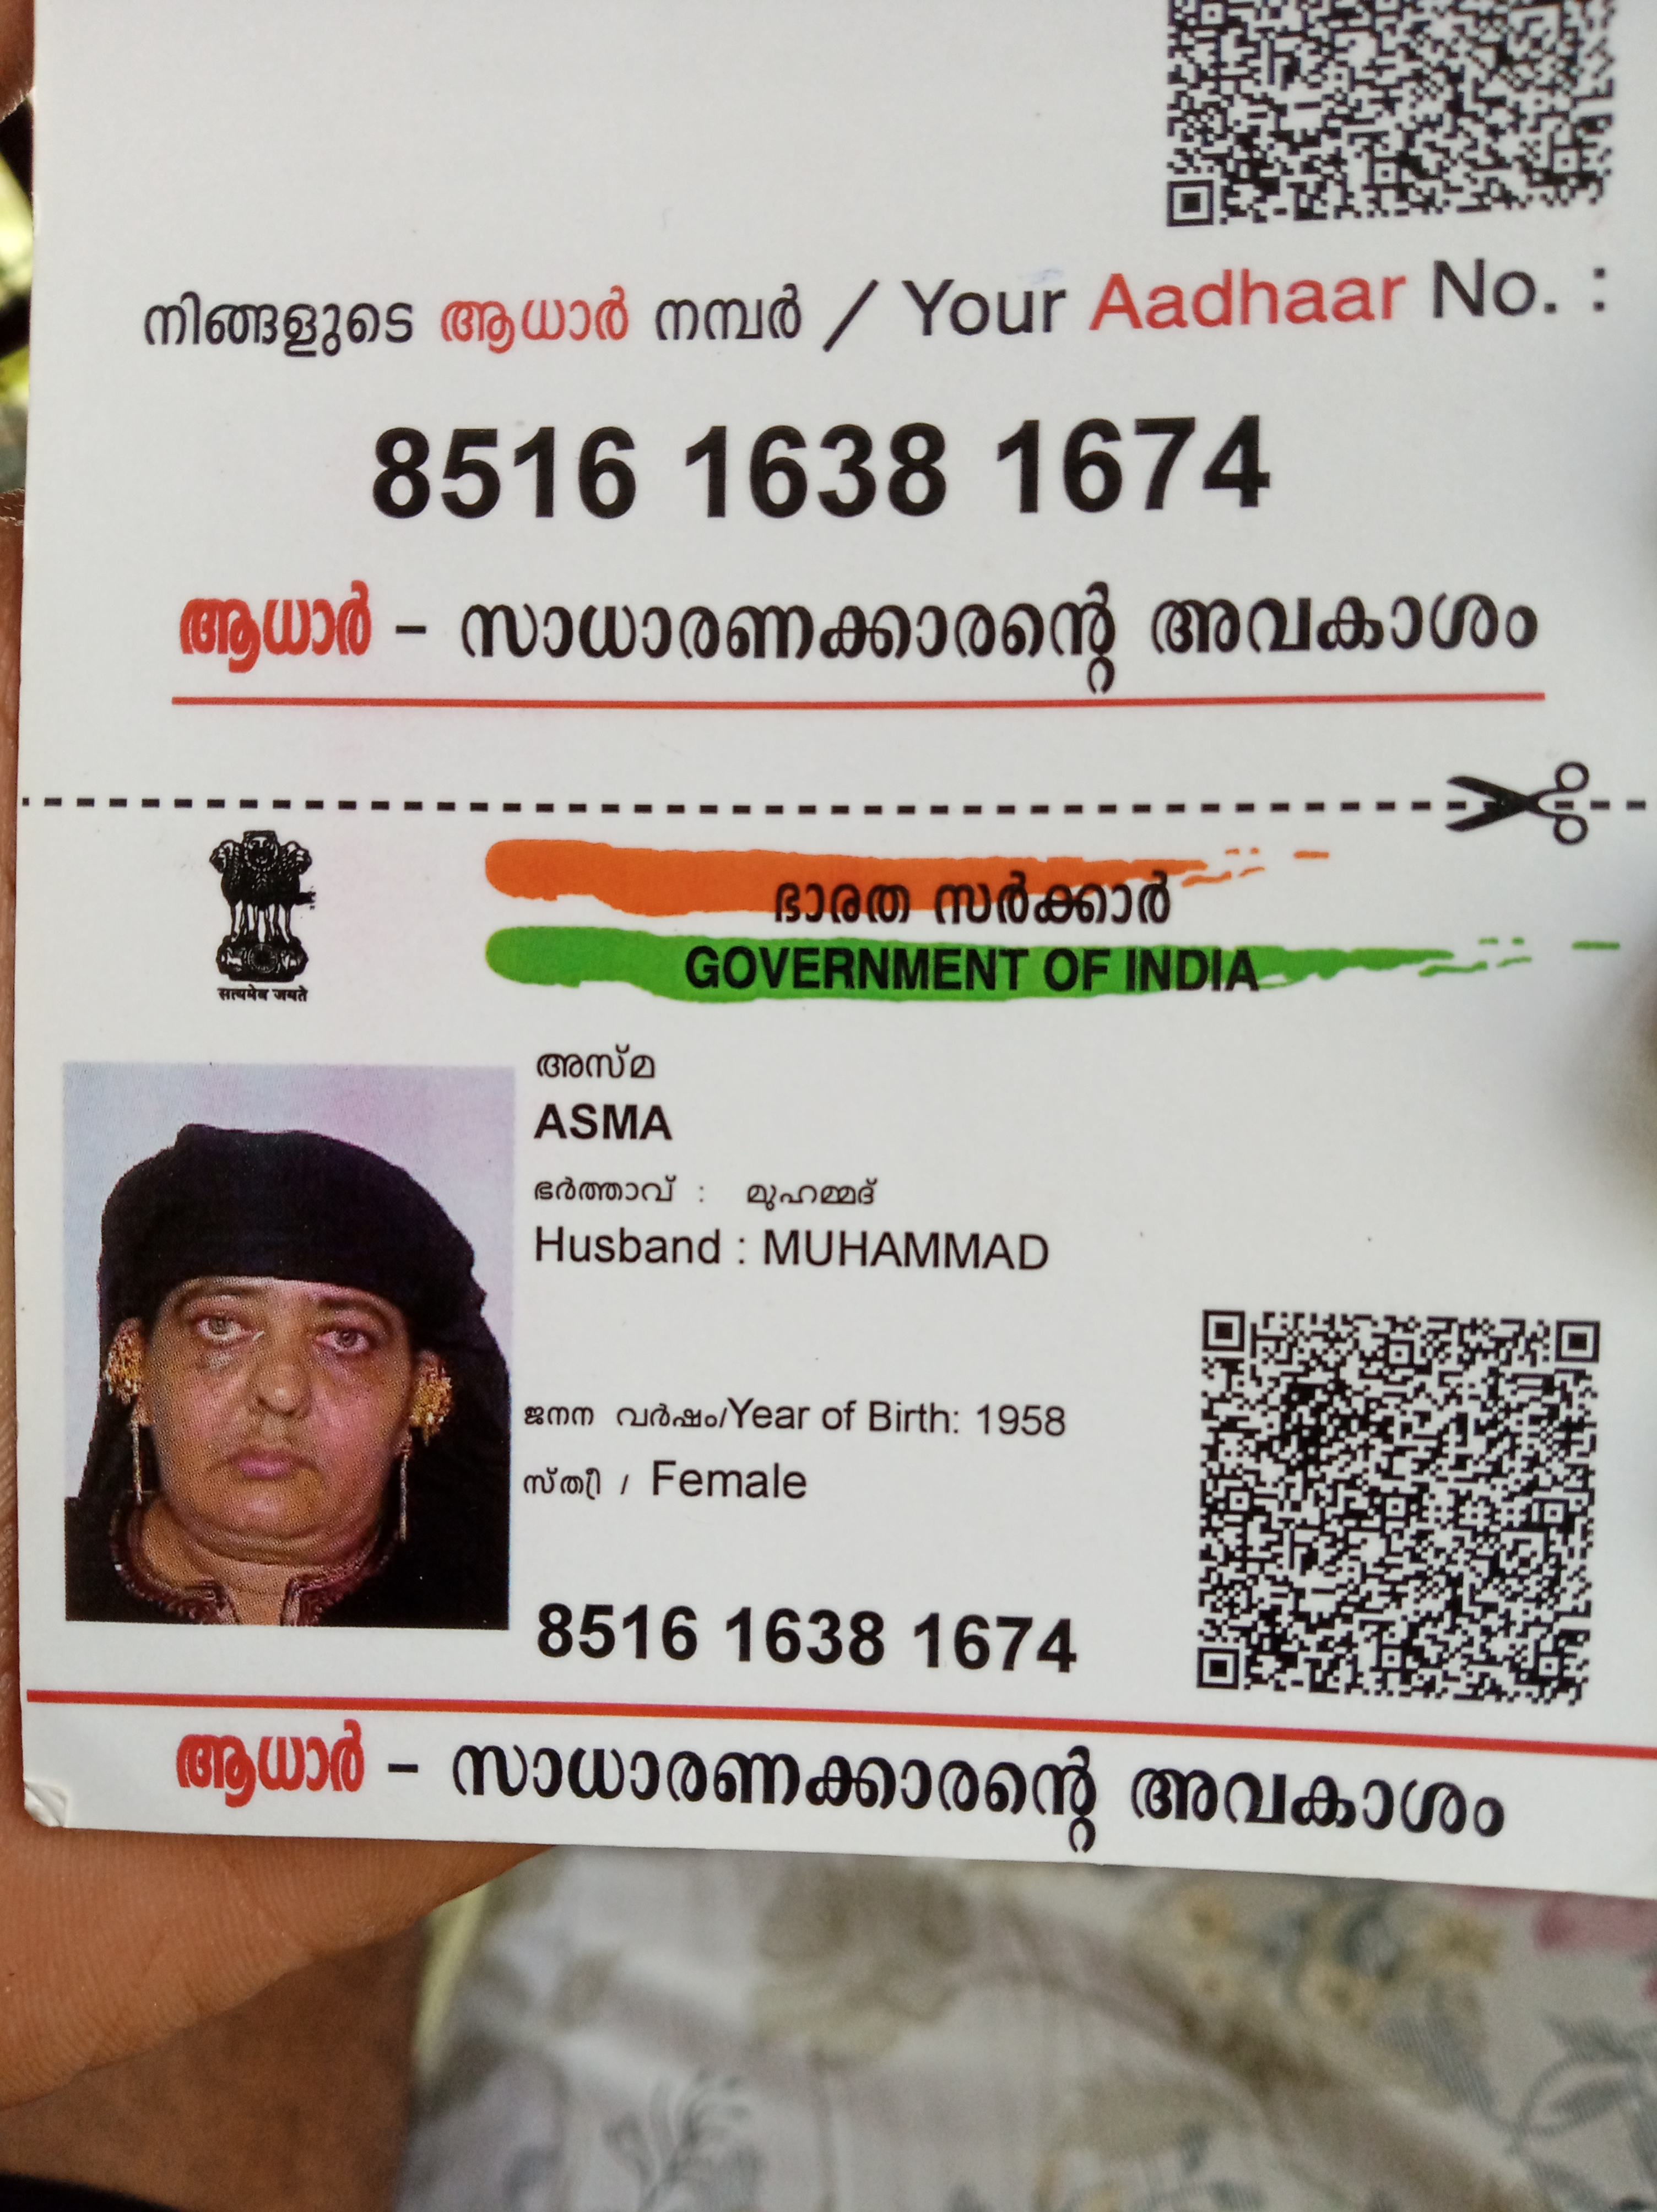 നിങ്ങളുടെ ആധാർ നമ്പർ / Your Aadhaar No. :
8516 1638 1674
ആധാർ – സാധാരണക്കാരന്റെ അവകാശം
ഭാരത സർക്കാർ
GOVERNMENT OF INDIA
सत्यमेव जयते
അസ്മ
ASMA
ഭർത്താവ് : മുഹമ്മദ്
Husband : MUHAMMAD
ജനന വർഷം/Year of Birth: 1958
സ്ത്രീ / Female
8516 1638 1674
ആധാർ – സാധാരണക്കാരന്റെ അവകാശം